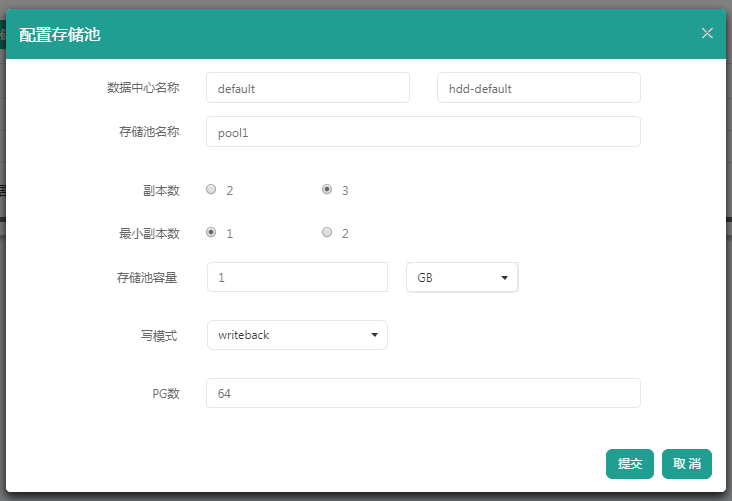 配置存储池
数据中心名称 default hdd-default
存储池名称 pool1
副本数 2 3
最小副本数 1 2
存储池容量 1 GB
写模式 writeback
PG数 64
提交 取消